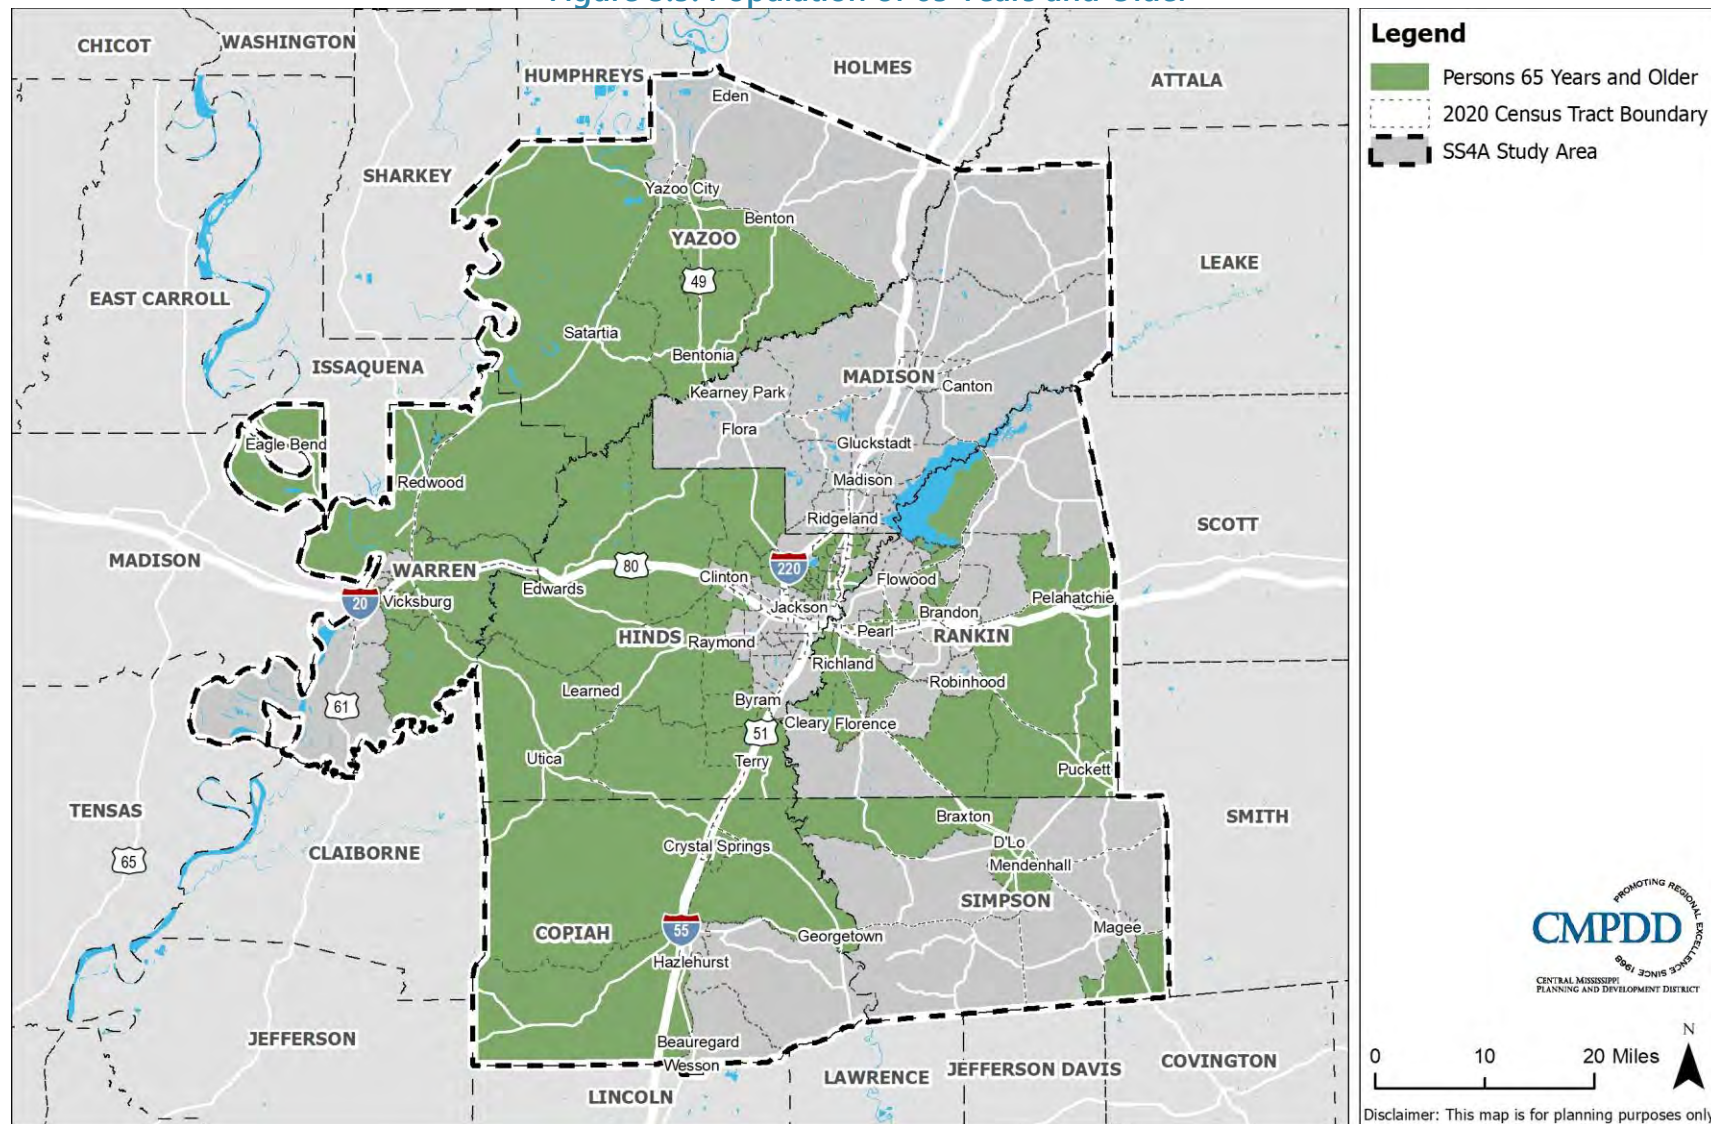 Figure 3.3: Population of 65 Years and Older
CHICOT
WASHINGTON
HUMPHREYS
HOLMES
ATTALA
Eden
SHARKEY
Yazoo City
Benton
YAZOO
LEAKE
49
EAST CARROLL
Satartia
Bentonia
ISSAQUENA
MADISON
Canton
Kearney Park
Flora
Gluckstadt
Eagle Bend
Redwood
Madison
Ridgeland
SCOTT
MADISON
WARREN
80
220
Clinton
Flowood
Edwards
20
Vicksburg
Jackson
Brandon
Pelahatchie
HINDS
Raymond
Pearl
RANKIN
Richland
Learned
Robinhood
61
Byram
Cleary
Florence
51
Utica
Terry
Puckett
TENSAS
65
Braxton
SMITH
CLAIBORNE
Crystal Springs
D'Lo
Mendenhall
SIMPSON
COPIAH
55
Georgetown
Magee
Hazlehurst
JEFFERSON
Beauregard
Wesson
LINCOLN
LAWRENCE
JEFFERSON DAVIS
COVINGTON
Legend
Persons 65 Years and Older
2020 Census Tract Boundary
SS4A Study Area
PROMOTING REGIONAL EXCELLENCE SINCE 1968
CMPDD
CENTRAL MISSISSIPPI
PLANNING AND DEVELOPMENT DISTRICT
N
0 10 20 Miles
Disclaimer: This map is for planning purposes only